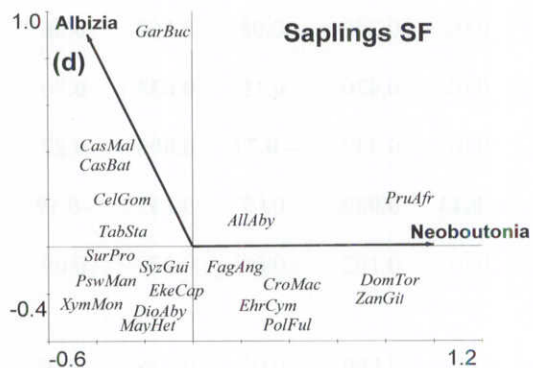 1.0
Albizia
GarBuc
Saplings SF
(d)
CasMal
CasBat
CelGom
PruAfr
AllAby
TabSta
Neoboutonia
SurPro
SyzGui
FagAng
PswMan
EkeCap
CroMac
DomTor
-0.4
XymMon
DioAby
EhrCym
ZanGit
MayHet
PolFul
-0.6
1.2